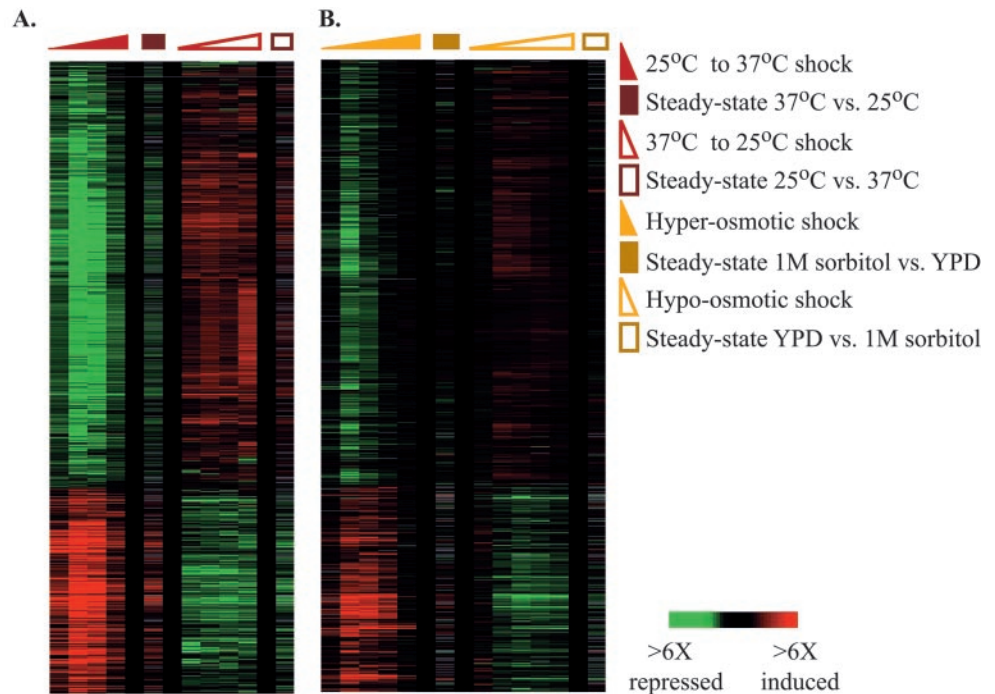 A.
B.
25°C to 37°C shock
Steady-state 37°C vs. 25°C
37°C to 25°C shock
Steady-state 25°C vs. 37°C
Hyper-osmotic shock
Steady-state 1M sorbitol vs. YPD
Hypo-osmotic shock
Steady-state YPD vs. 1M sorbitol
>6X >6X
repressed induced